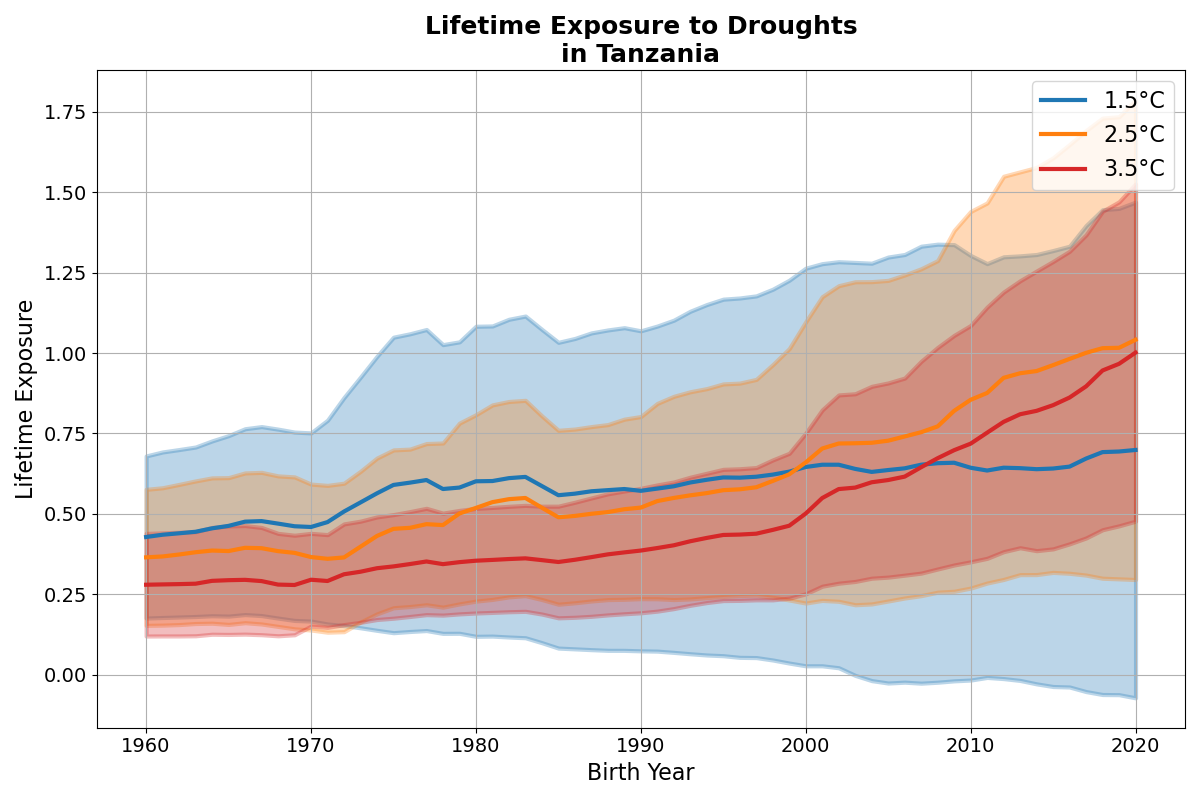 Lifetime Exposure to Droughts
in Tanzania
1.5°C
2.5°C
3.5°C
Lifetime Exposure
1.75
1.50
1.25
1.00
0.75
0.50
0.25
0.00
1960 1970 1980 1990 2000 2010 2020
Birth Year